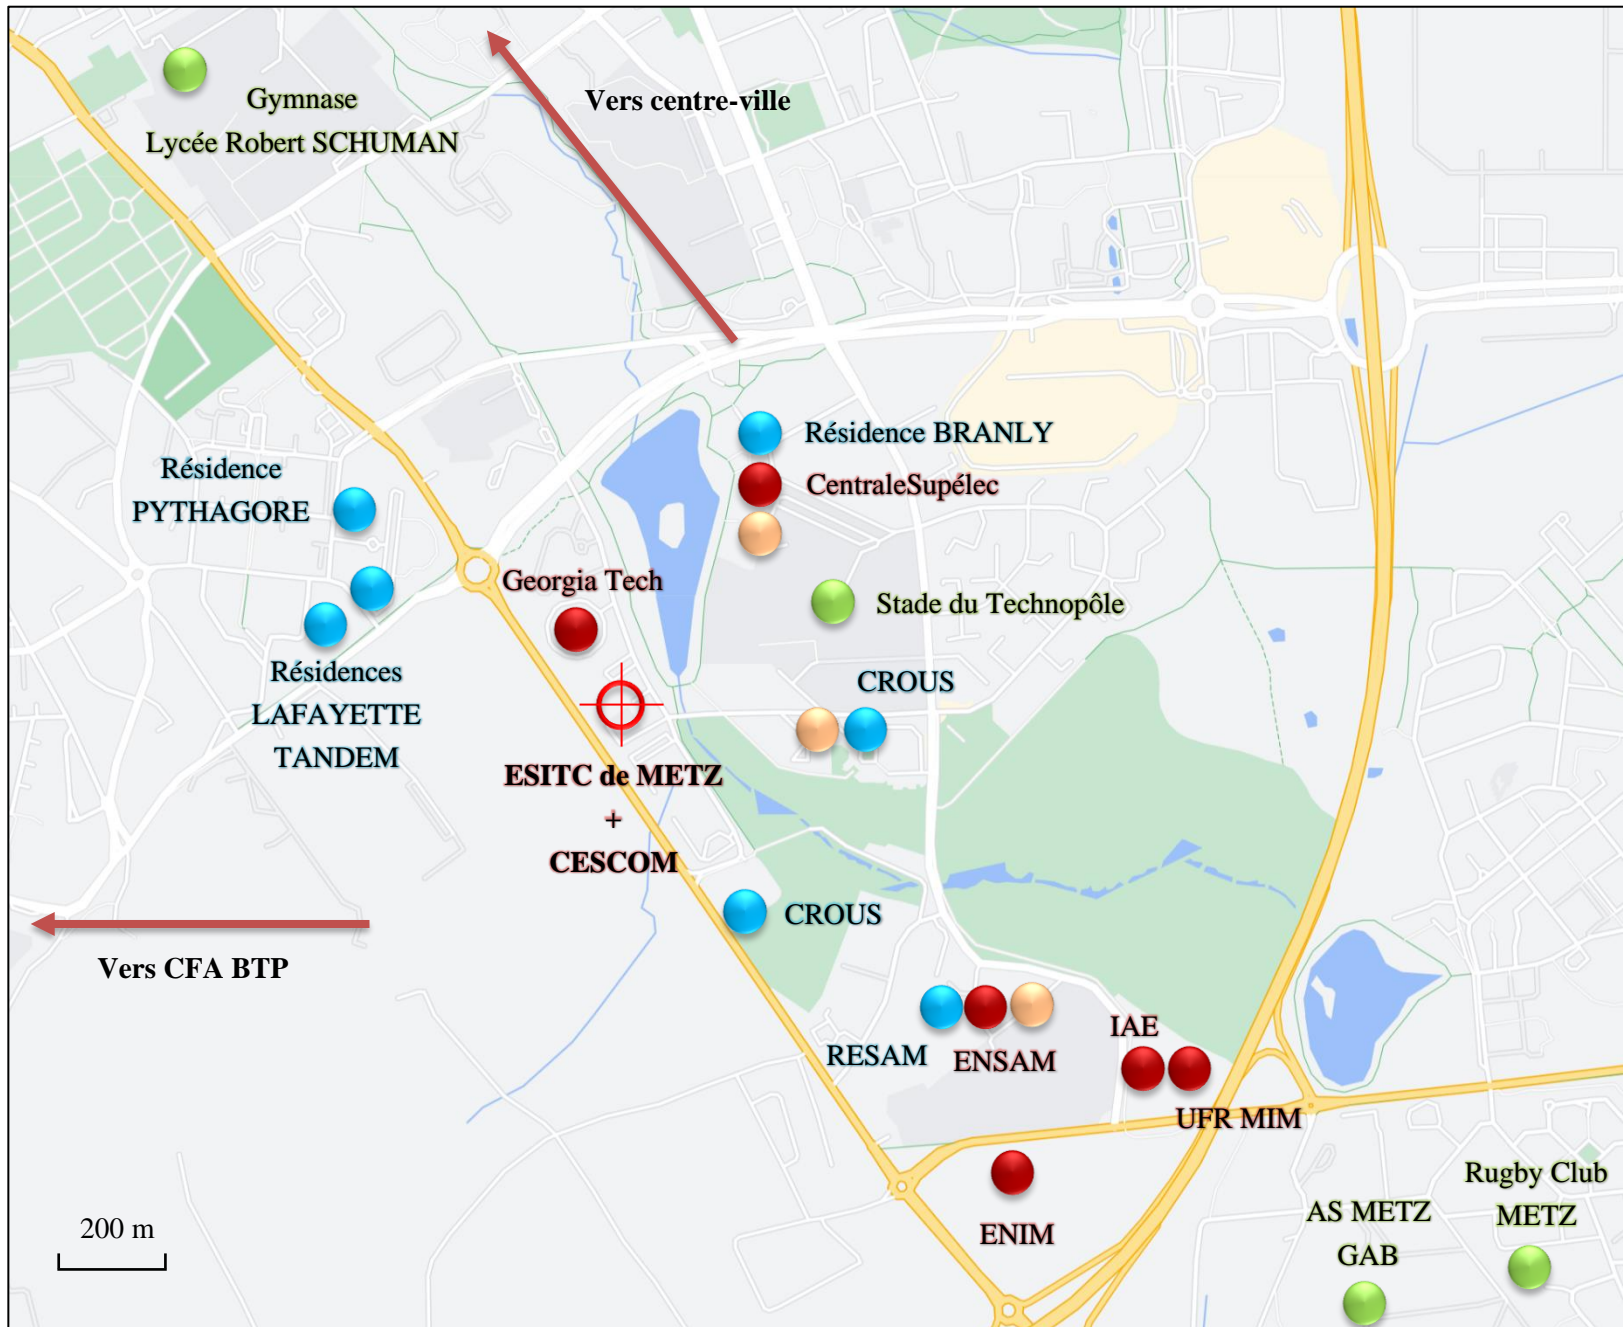 Gymnase
Lycée Robert SCHUMAN
Vers centre-ville
Résidence BRANLY
CentraleSupélec
Résidence
PYTHAGORE
Georgia Tech
Stade du Technopôle
Résidences
LAFAYETTE
TANDEM
CROUS
ESITC de METZ
+
CESCOM
CROUS
Vers CFA BTP
IAE
RESAM
ENSAM
UFR MIM
Rugby Club
METZ
AS METZ
GAB
ENIM
200 m